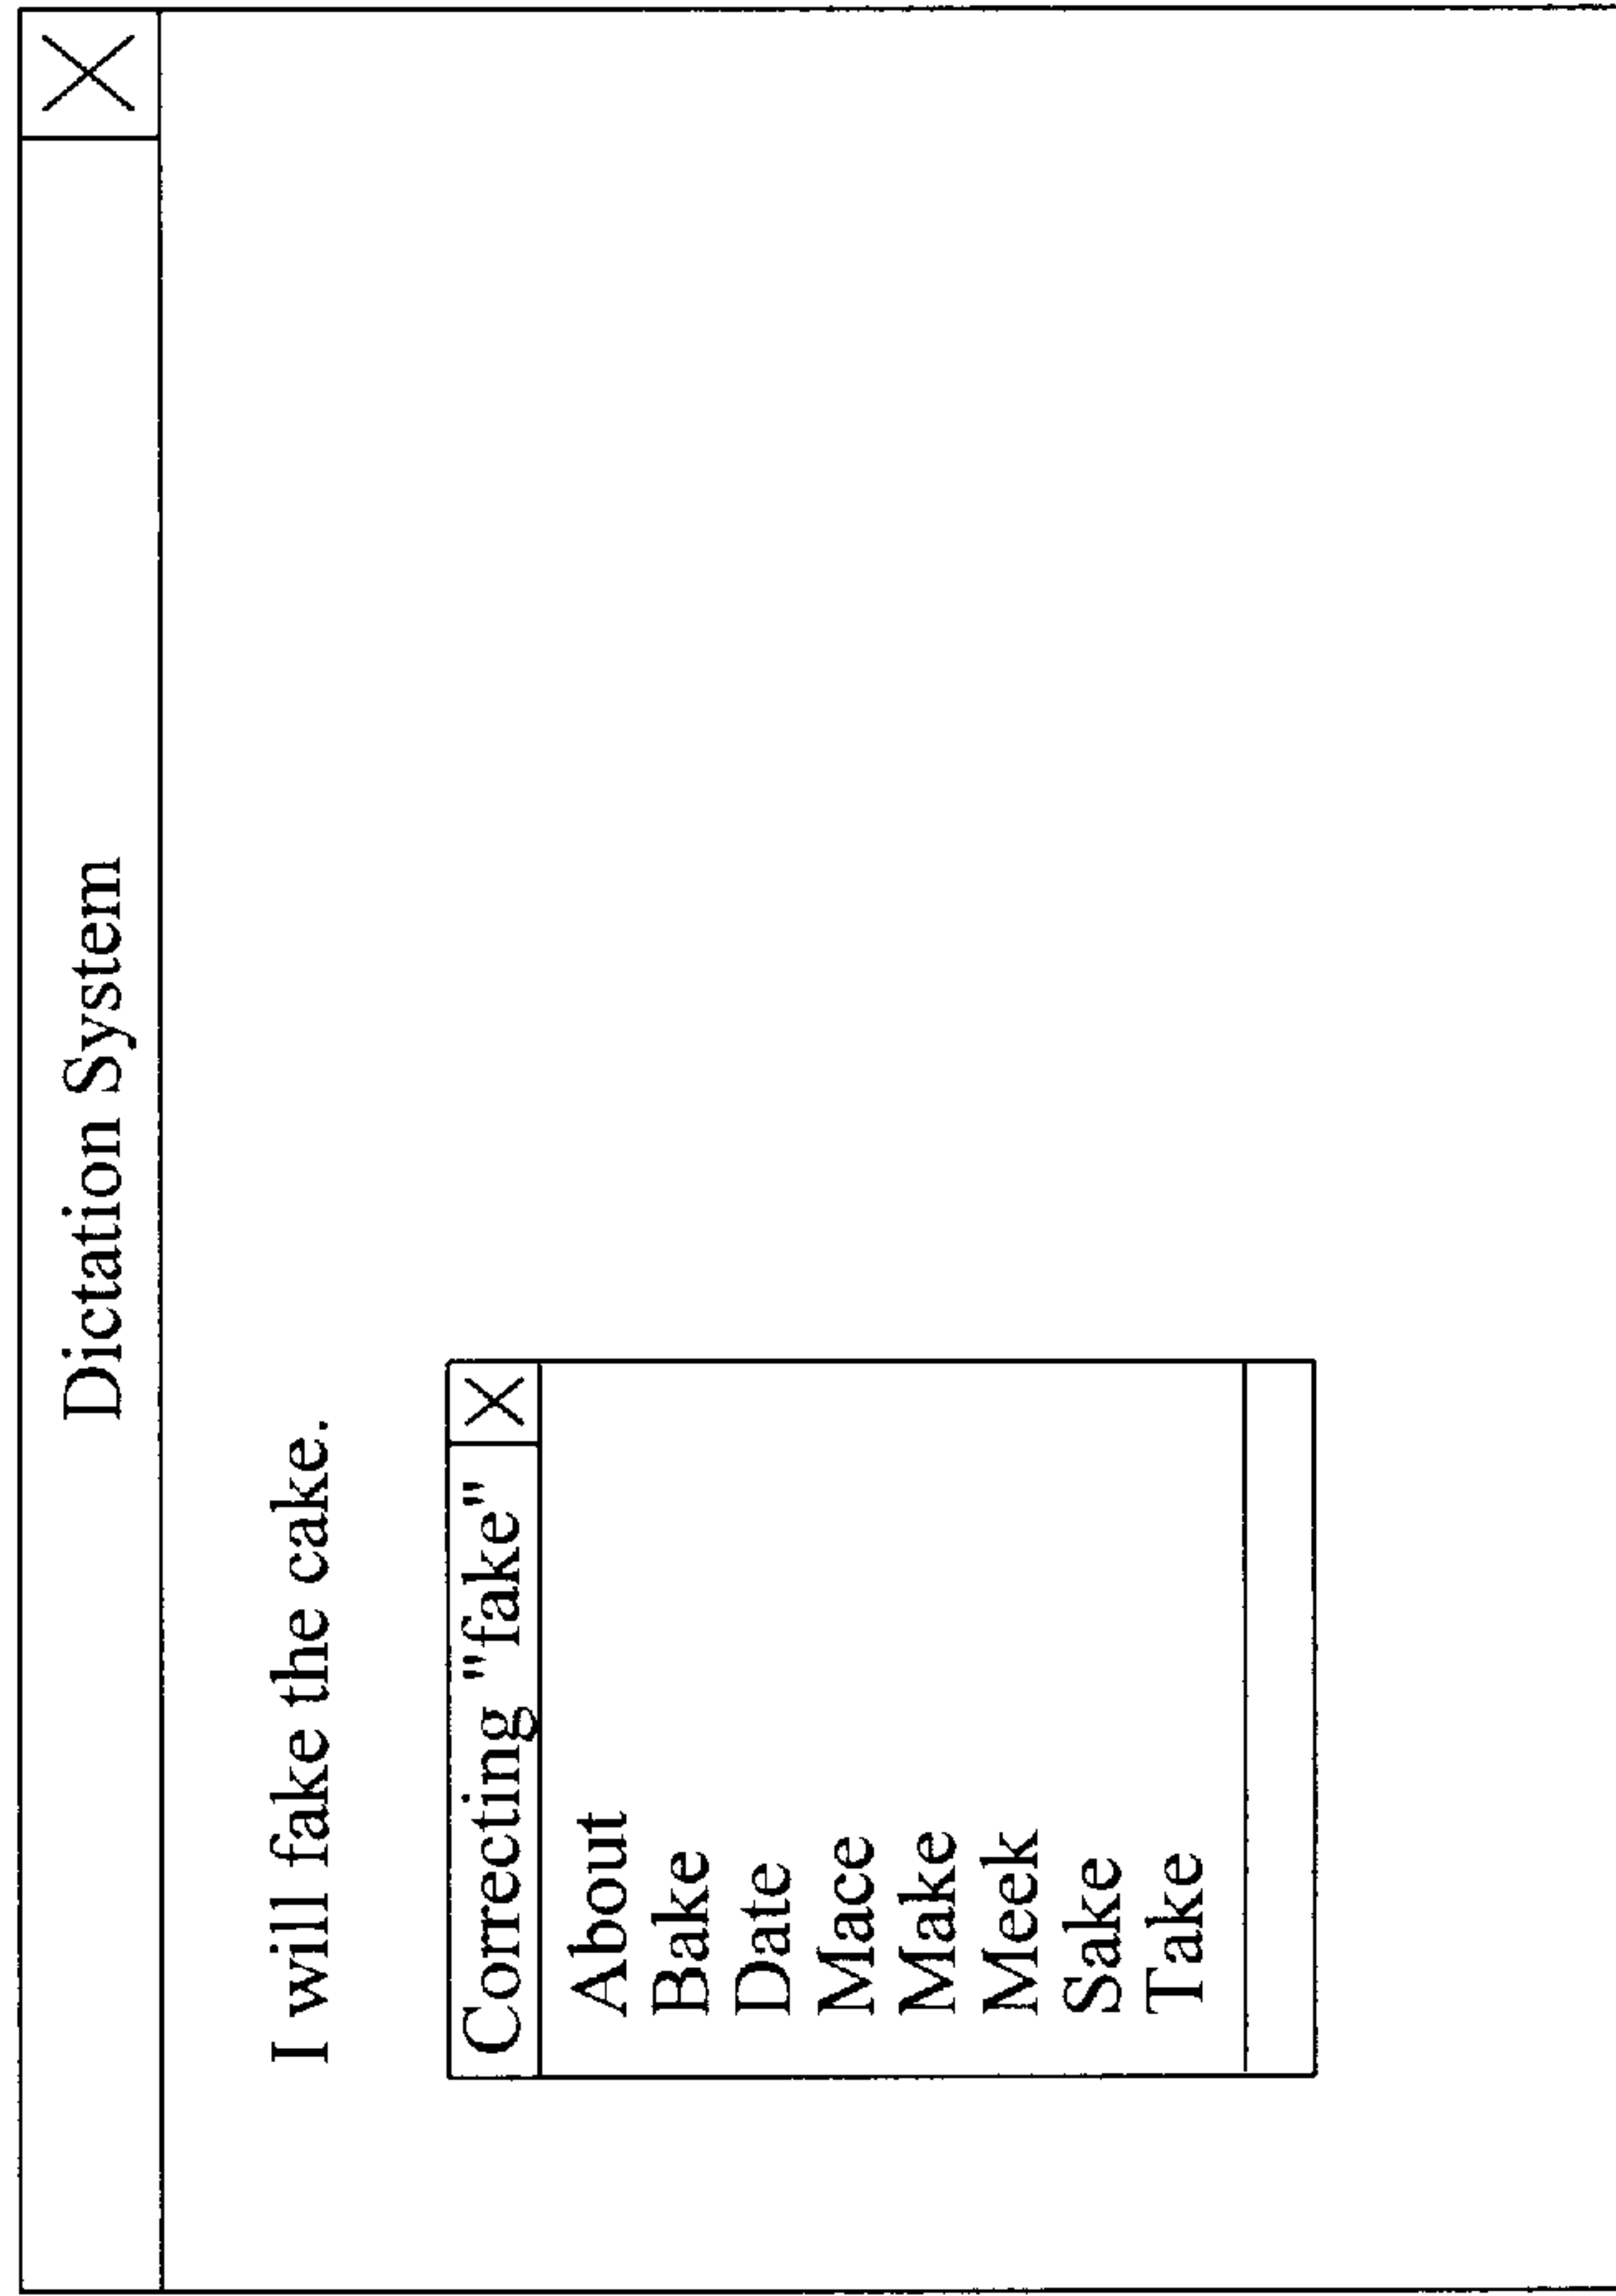 Dictation System
I will fake the cake.
Correcting "fake"
About
Bake
Date
Mace
Make
Meek
Sake
Take